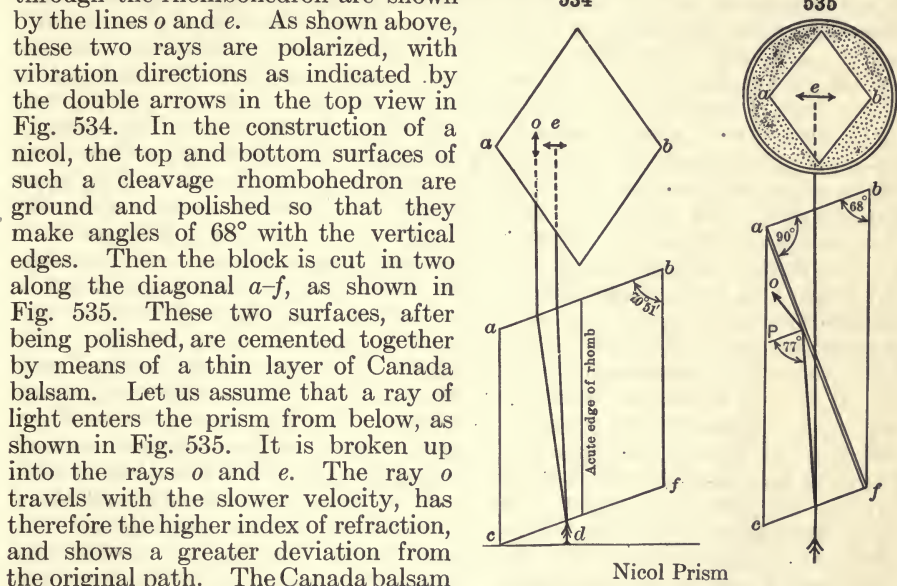 through the rhombohedron are shown
by the lines o and e. As shown above,
these two rays are polarized, with
vibration directions as indicated by
the double arrows in the top view in
Fig. 534. In the construction of a
nicol, the top and bottom surfaces of
such a cleavage rhombohedron are
ground and polished so that they
make angles of 68° with the vertical
edges. Then the block is cut in two
along the diagonal a–f, as shown in
Fig. 535. These two surfaces, after
being polished, are cemented together
by means of a thin layer of Canada
balsam. Let us assume that a ray of
light enters the prism from below, as
shown in Fig. 535. It is broken up
into the rays o and e. The ray o
travels with the slower velocity, has
therefore the higher index of refraction,
and shows a greater deviation from
the original path. The Canada balsam
534
o e
a b
b
a
Acute edge of rhomb
f
c d
535
e
a b
b
68°
a
90°
o
P
77°
f
c
Nicol Prism